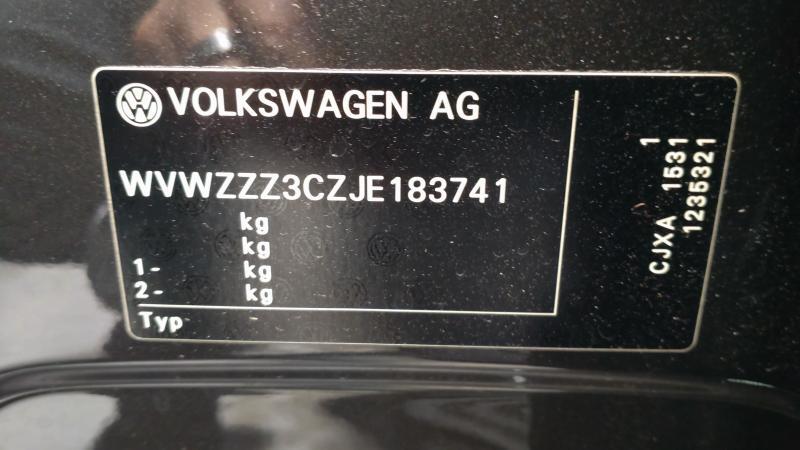 VOLKSWAGEN AG
WVWZZZ3CZJE183741
kg
kg
1- kg
2- kg
Typ
CJXA 1531 1
1235321